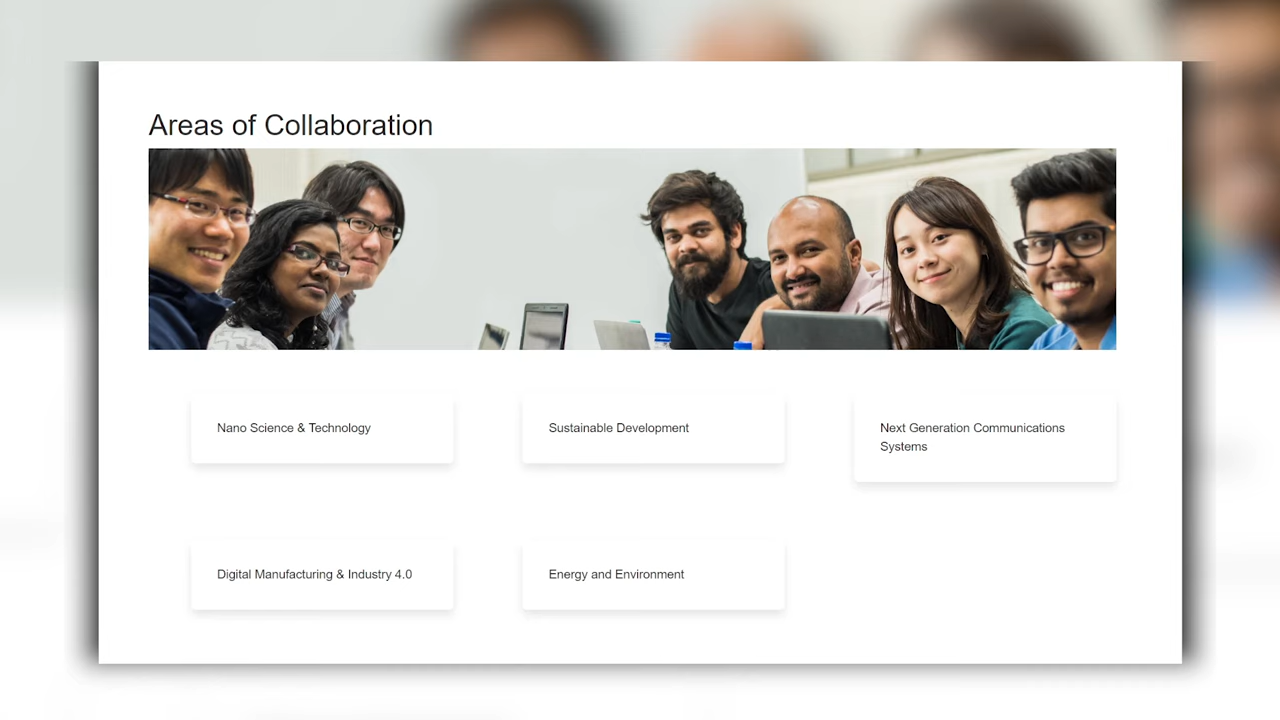 Areas of Collaboration
Nano Science & Technology
Sustainable Development
Next Generation Communications
Systems
Digital Manufacturing & Industry 4.0
Energy and Environment